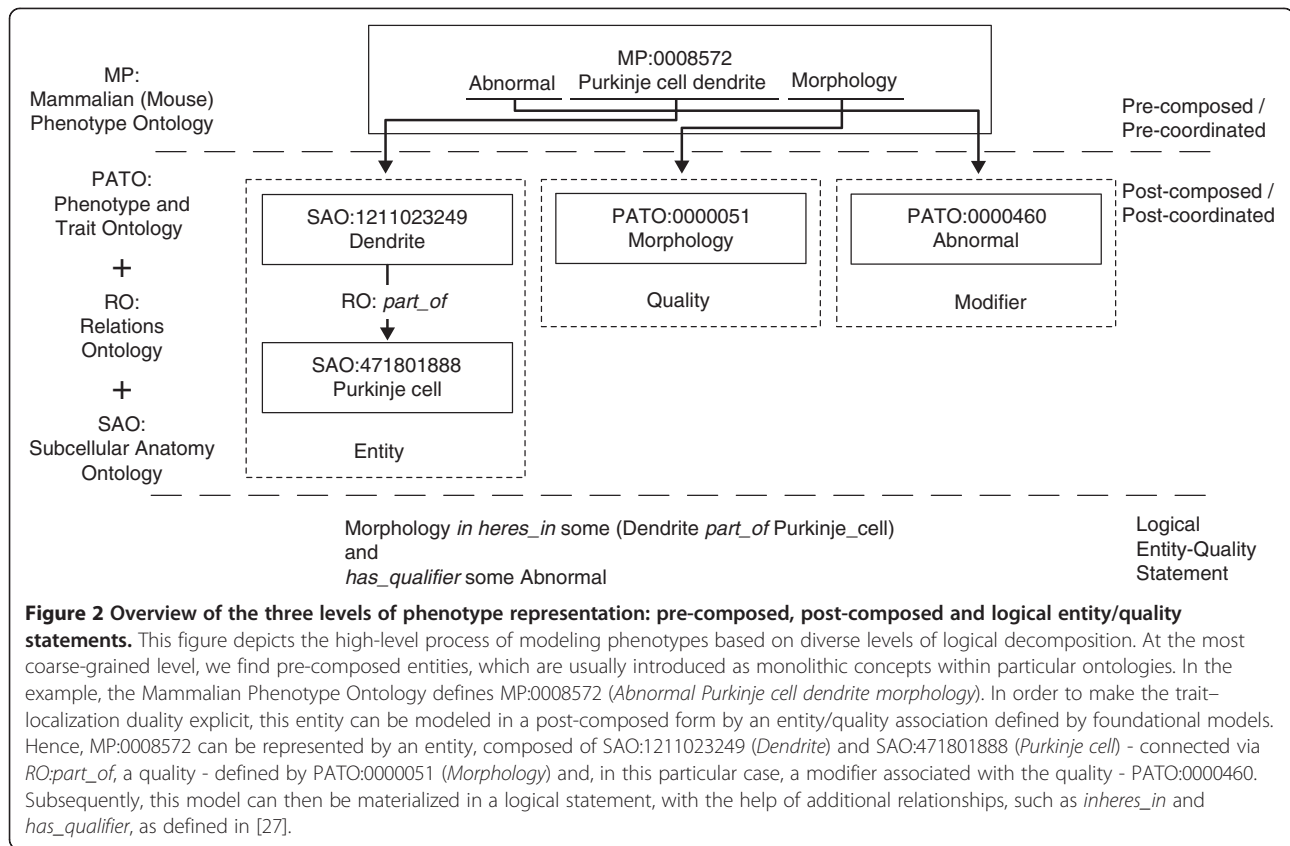 MP:
Mammalian (Mouse)
Phenotype Ontology
MP:0008572
Abnormal Purkinje cell dendrite Morphology
Pre-composed /
Pre-coordinated
PATO:
Phenotype and
Trait Ontology
+
RO:
Relations
Ontology
+
SAO:
Subcellular Anatomy
Ontology
SAO:1211023249
Dendrite
RO: part_of
SAO:471801888
Purkinje cell
Entity
PATO:0000051
Morphology
Quality
PATO:0000460
Abnormal
Modifier
Post-composed /
Post-coordinated
Morphology in heres_in some (Dendrite part_of Purkinje_cell)
and
has_qualifier some Abnormal
Logical
Entity-Quality
Statement
Figure 2 Overview of the three levels of phenotype representation: pre-composed, post-composed and logical entity/quality
statements. This figure depicts the high-level process of modeling phenotypes based on diverse levels of logical decomposition. At the most
coarse-grained level, we find pre-composed entities, which are usually introduced as monolithic concepts within particular ontologies. In the
example, the Mammalian Phenotype Ontology defines MP:0008572 (Abnormal Purkinje cell dendrite morphology). In order to make the trait–
localization duality explicit, this entity can be modeled in a post-composed form by an entity/quality association defined by foundational models.
Hence, MP:0008572 can be represented by an entity, composed of SAO:1211023249 (Dendrite) and SAO:471801888 (Purkinje cell) - connected via
RO:part_of, a quality - defined by PATO:0000051 (Morphology) and, in this particular case, a modifier associated with the quality - PATO:0000460.
Subsequently, this model can then be materialized in a logical statement, with the help of additional relationships, such as inheres_in and
has_qualifier, as defined in [27].